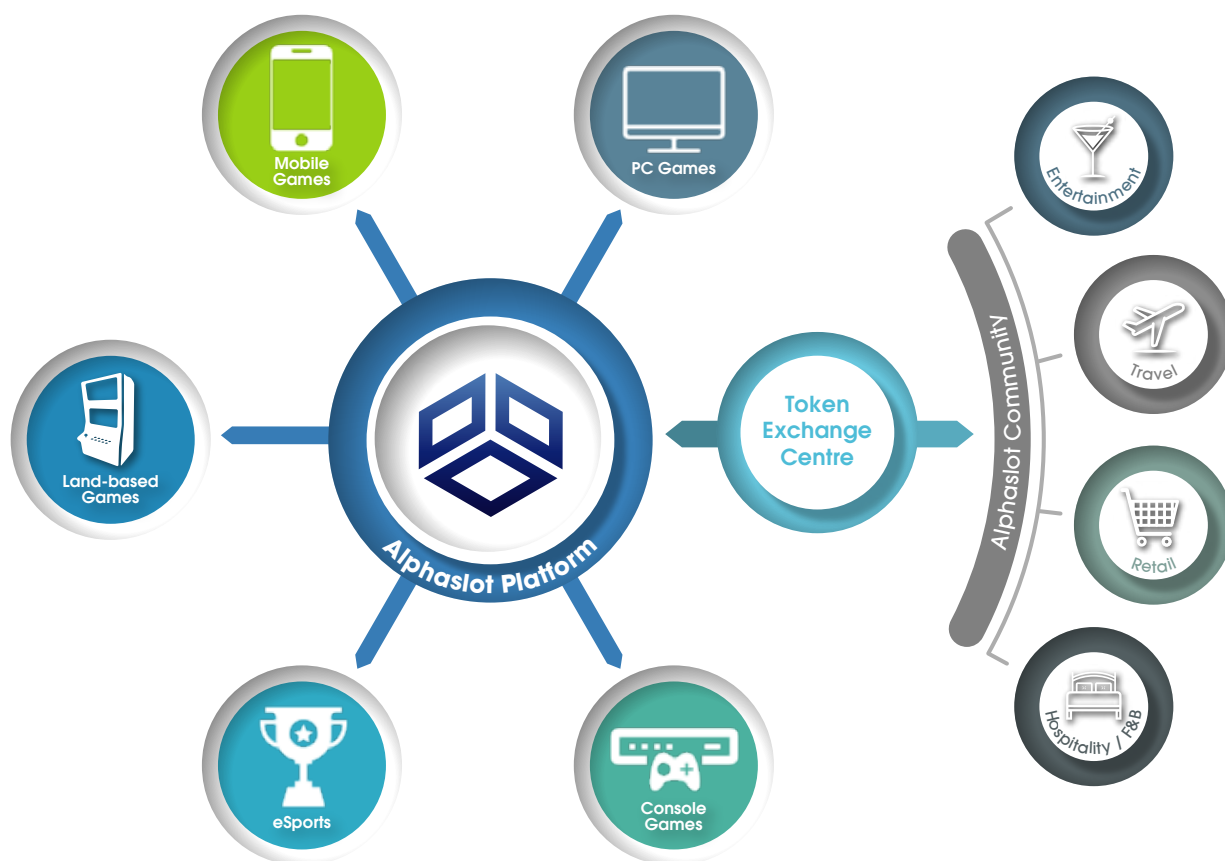 Mobile
Games
PC Games
Entertainment
Travel
Land-based
Games
Alphaslot Platform
Token
Exchange
Centre
Alphaslot Community
Retail
Hospitality / F&B
eSports
Console
Games